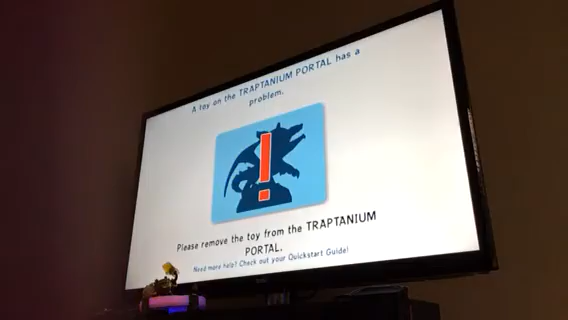 A toy on the TRAPTANIUM PORTAL has a
problem.
!
Please remove the toy from the TRAPTANIUM
PORTAL.
Need more help? Check out your Quickstart Guide!